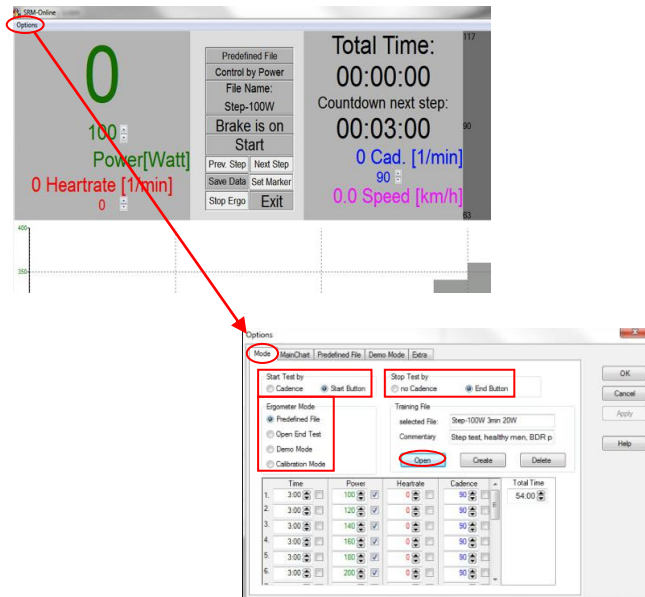 SRM-Online
Options
0
100
Power[Watt]
0 Heartrate [1/min]
0
Predefined File
Control by Power
File Name:
Step-100W
Brake is on
Start
Prev. Step Next Step
Save Data Set Marker
Stop Ergo Exit
Total Time:
00:00:00
Countdown next step:
00:03:00
0 Cad. [1/min]
90
0.0 Speed [km/h]
117
90
63
400
350
Options
Mode MainChart Predefined File Demo Mode Extra
Start Test by
Cadence Start Button
Stop Test by
no Cadence End Button
Ergometer Mode
Predefined File
Open End Test
Demo Mode
Calibration Mode
Training File
selected File: Step-100W 3mn 20W
Commentary Step test, healthy men, BDR p
Open Create Delete
OK
Cancel
Apply
Help
Time Power Heartrate Cadence Total Time
1. 3:00 100 0 90 54:00
2. 3:00 120 0 90
3. 3:00 140 0 90
4. 3:00 160 0 90
5. 3:00 180 0 90
6. 3:00 200 0 90